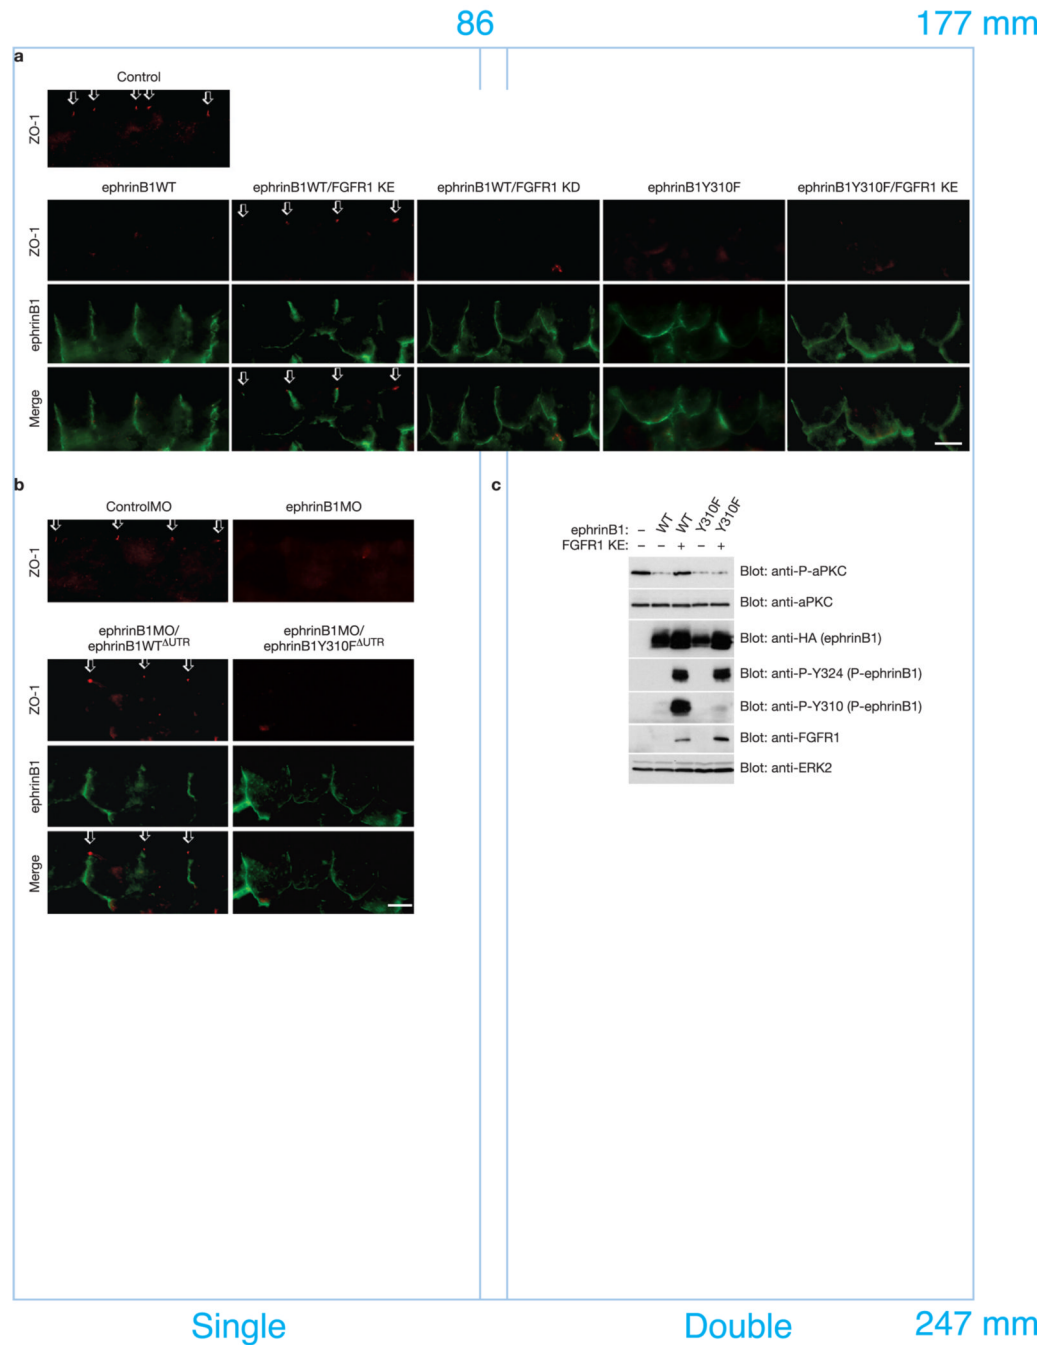 86
177 mm
a
Control
ZO-1
ephrinB1WT
ephrinB1WT/FGFR1 KE
ephrinB1WT/FGFR1 KD
ephrinB1Y310F
ephrinB1Y310F/FGFR1 KE
ZO-1
ephrinB1
Merge
b
ControlMO
ephrinB1MO
ZO-1
ephrinB1MO/
ephrinB1WTΔUTR
ephrinB1MO/
ephrinB1Y310FΔUTR
ZO-1
ephrinB1
Merge
c
ephrinB1: – WT WT Y310F Y310F
FGFR1 KE: – – + – +
Blot: anti-P-aPKC
Blot: anti-aPKC
Blot: anti-HA (ephrinB1)
Blot: anti-P-Y324 (P-ephrinB1)
Blot: anti-P-Y310 (P-ephrinB1)
Blot: anti-FGFR1
Blot: anti-ERK2
Single
Double
247 mm